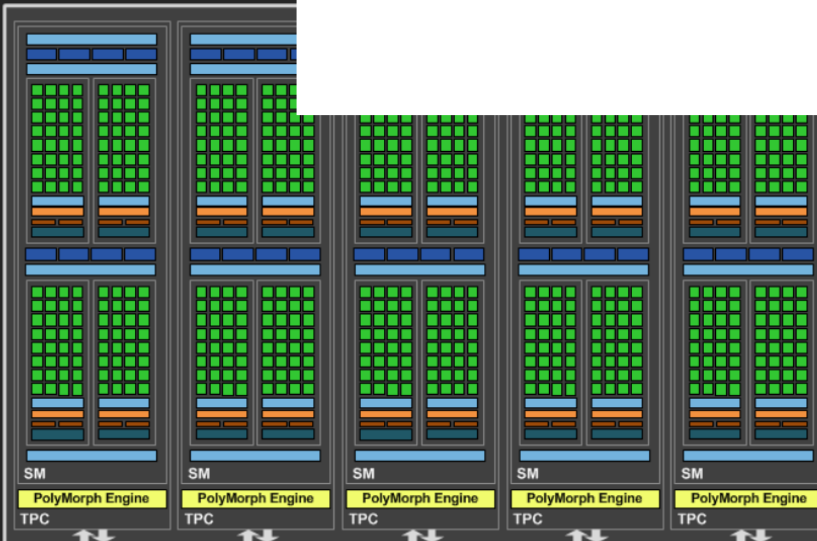 SM SM SM SM SM
PolyMorph Engine PolyMorph Engine PolyMorph Engine PolyMorph Engine PolyMorph Engine
TPC TPC TPC TPC TPC